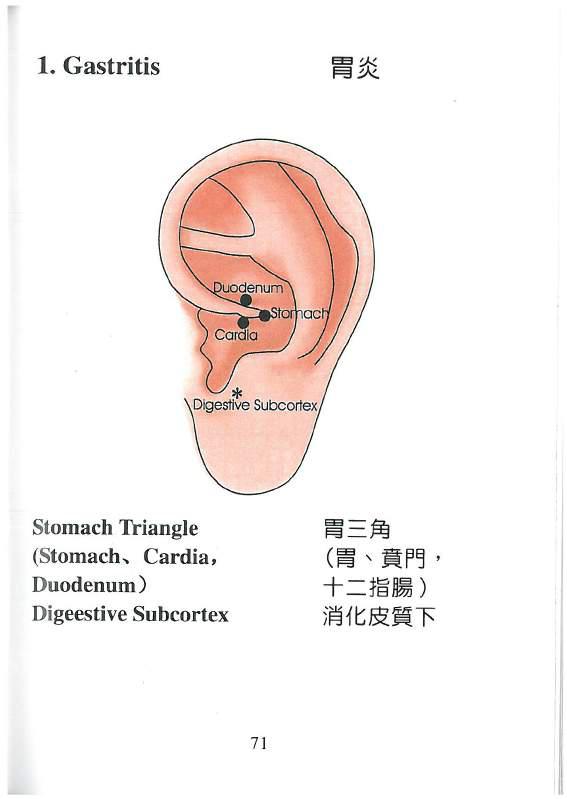 1. Gastritis 胃炎
Duodenum
Stomach
Cardia
*
Digestive Subcortex
Stomach Triangle 胃三角
(Stomach、Cardia, (胃、賁門，
Duodenum） 十二指腸）
Digeestive Subcortex 消化皮質下
71